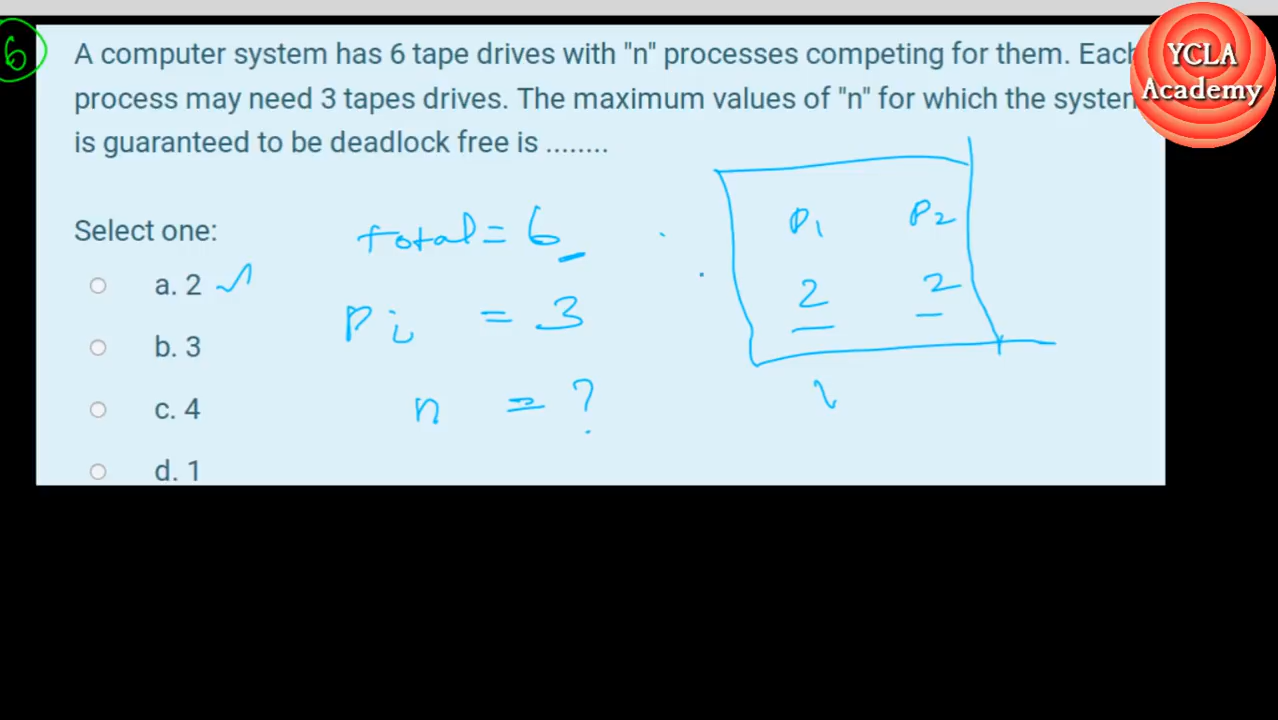 6
A computer system has 6 tape drives with "n" processes competing for them. Each
process may need 3 tapes drives. The maximum values of "n" for which the system
is guaranteed to be deadlock free is ........
YCLA
Academy
Select one:
a. 2
b. 3
c. 4
d. 1
total = 6
Pi = 3
n = ?
P1 P2
2 2